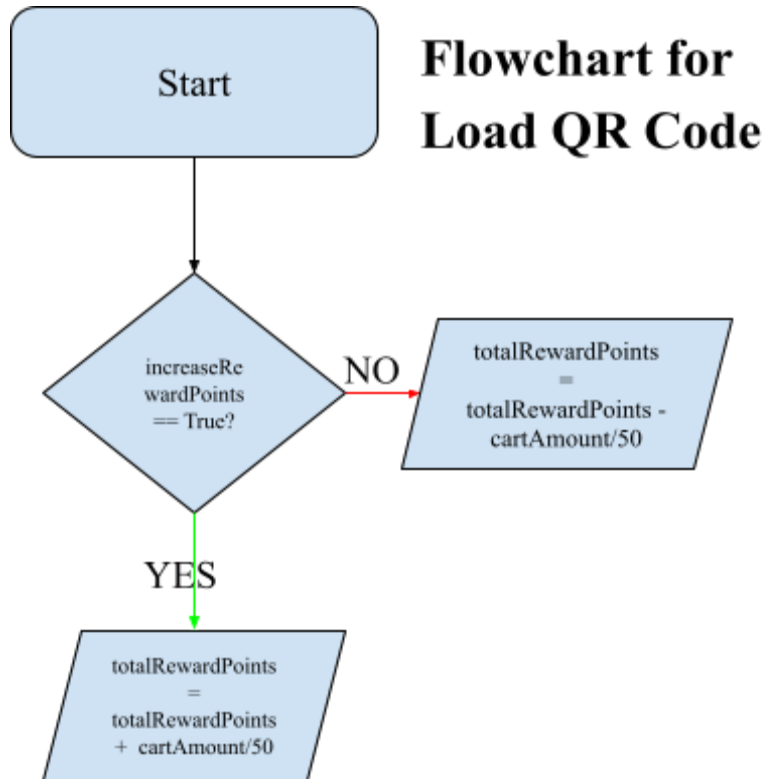 Start
Flowchart for
Load QR Code
increaseRe
wardPoints
== True?
NO
totalRewardPoints
=
totalRewardPoints -
cartAmount/50
YES
totalRewardPoints
=
totalRewardPoints
+ cartAmount/50